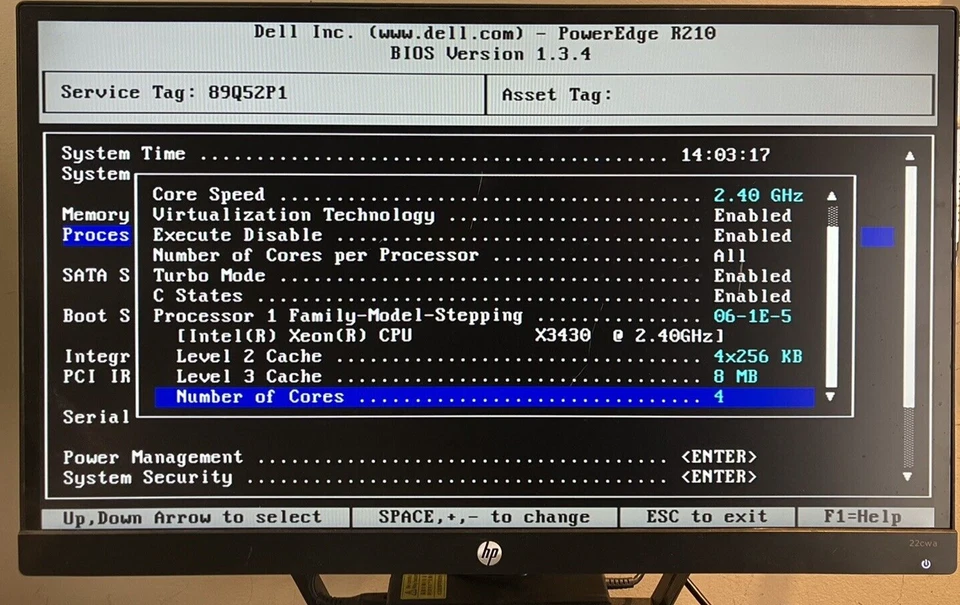 Dell Inc. (www.dell.com) - PowerEdge R210
BIOS Version 1.3.4
Service Tag: 89Q52P1
Asset Tag:
System Time ........................................ 14:03:17
System
Core Speed ..................................... 2.40 GHz
Memory
Virtualization Technology ...................... Enabled
Proces
Execute Disable ................................ Enabled
Number of Cores per Processor .................. All
SATA S
Turbo Mode ..................................... Enabled
C States ....................................... Enabled
Boot S
Processor 1 Family-Model-Stepping .............. 06-1E-5
[Intel(R) Xeon(R) CPU X3430 @ 2.40GHz]
Integr
Level 2 Cache ................................ 4x256 KB
PCI IR
Level 3 Cache ................................ 8 MB
Number of Cores .............................. 4
Serial
Power Management ..................................... <ENTER>
System Security ...................................... <ENTER>
Up,Down Arrow to select
SPACE,+,- to change
ESC to exit
F1=Help
hp
22cwa